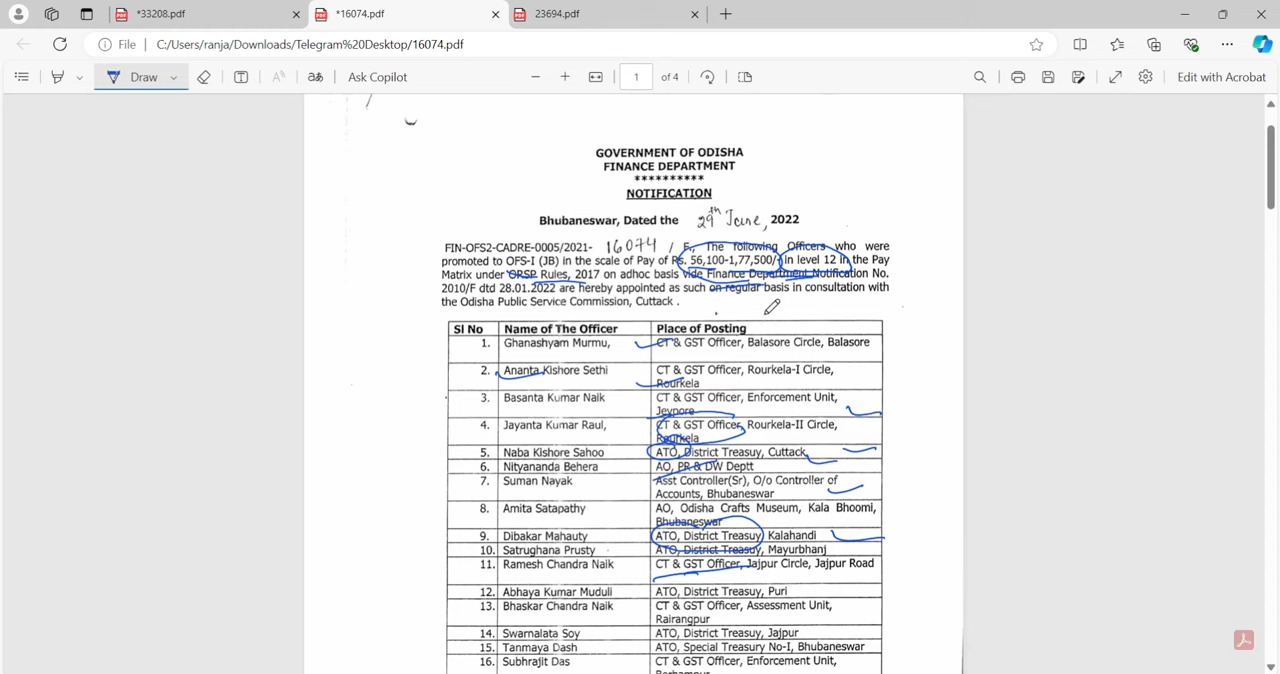 *33208.pdf
*16074.pdf
23694.pdf
File
C:/Users/ranja/Downloads/Telegram%20Desktop/16074.pdf
Draw
Ask Copilot
1 of 4
Edit with Acrobat
GOVERNMENT OF ODISHA
FINANCE DEPARTMENT
**********
NOTIFICATION
Bhubaneswar, Dated the 29th June, 2022
FIN-OFS2-CADRE-0005/2021- 16074 / F., The following Officers who were
promoted to OFS-I (JB) in the scale of Pay of Rs. 56,100-1,77,500/- in level 12 in the Pay
Matrix under ORSP Rules, 2017 on adhoc basis vide Finance Department Notification No.
2010/F dtd 28.01.2022 are hereby appointed as such on regular basis in consultation with
the Odisha Public Service Commission, Cuttack .
Sl No Name of The Officer Place of Posting
1. Ghanashyam Murmu, CT & GST Officer, Balasore Circle, Balasore
2. Ananta Kishore Sethi CT & GST Officer, Rourkela-I Circle,
Rourkela
3. Basanta Kumar Naik CT & GST Officer, Enforcement Unit,
Jeypore
4. Jayanta Kumar Raul, CT & GST Officer, Rourkela-II Circle,
Rourkela
5. Naba Kishore Sahoo ATO, District Treasury, Cuttack
6. Nityananda Behera AO, PR & DW Deptt
7. Suman Nayak Asst Controller(Sr), O/o Controller of
Accounts, Bhubaneswar
8. Amita Satapathy AO, Odisha Crafts Museum, Kala Bhoomi,
Bhubaneswar
9. Dibakar Mahauty ATO, District Treasuy Kalahandi
10. Satrughana Prusty ATO, District Treasuy, Mayurbhanj
11. Ramesh Chandra Naik CT & GST Officer, Jajpur Circle, Jajpur Road
12. Abhaya Kumar Muduli ATO, District Treasury, Puri
13. Bhaskar Chandra Naik CT & GST Officer, Assessment Unit,
Rairangpur
14. Swarnalata Soy ATO, District Treasury, Jajpur
15. Tanmaya Dash ATO, Special Treasury No-I, Bhubaneswar
16. Subhrajit Das CT & GST Officer, Enforcement Unit,